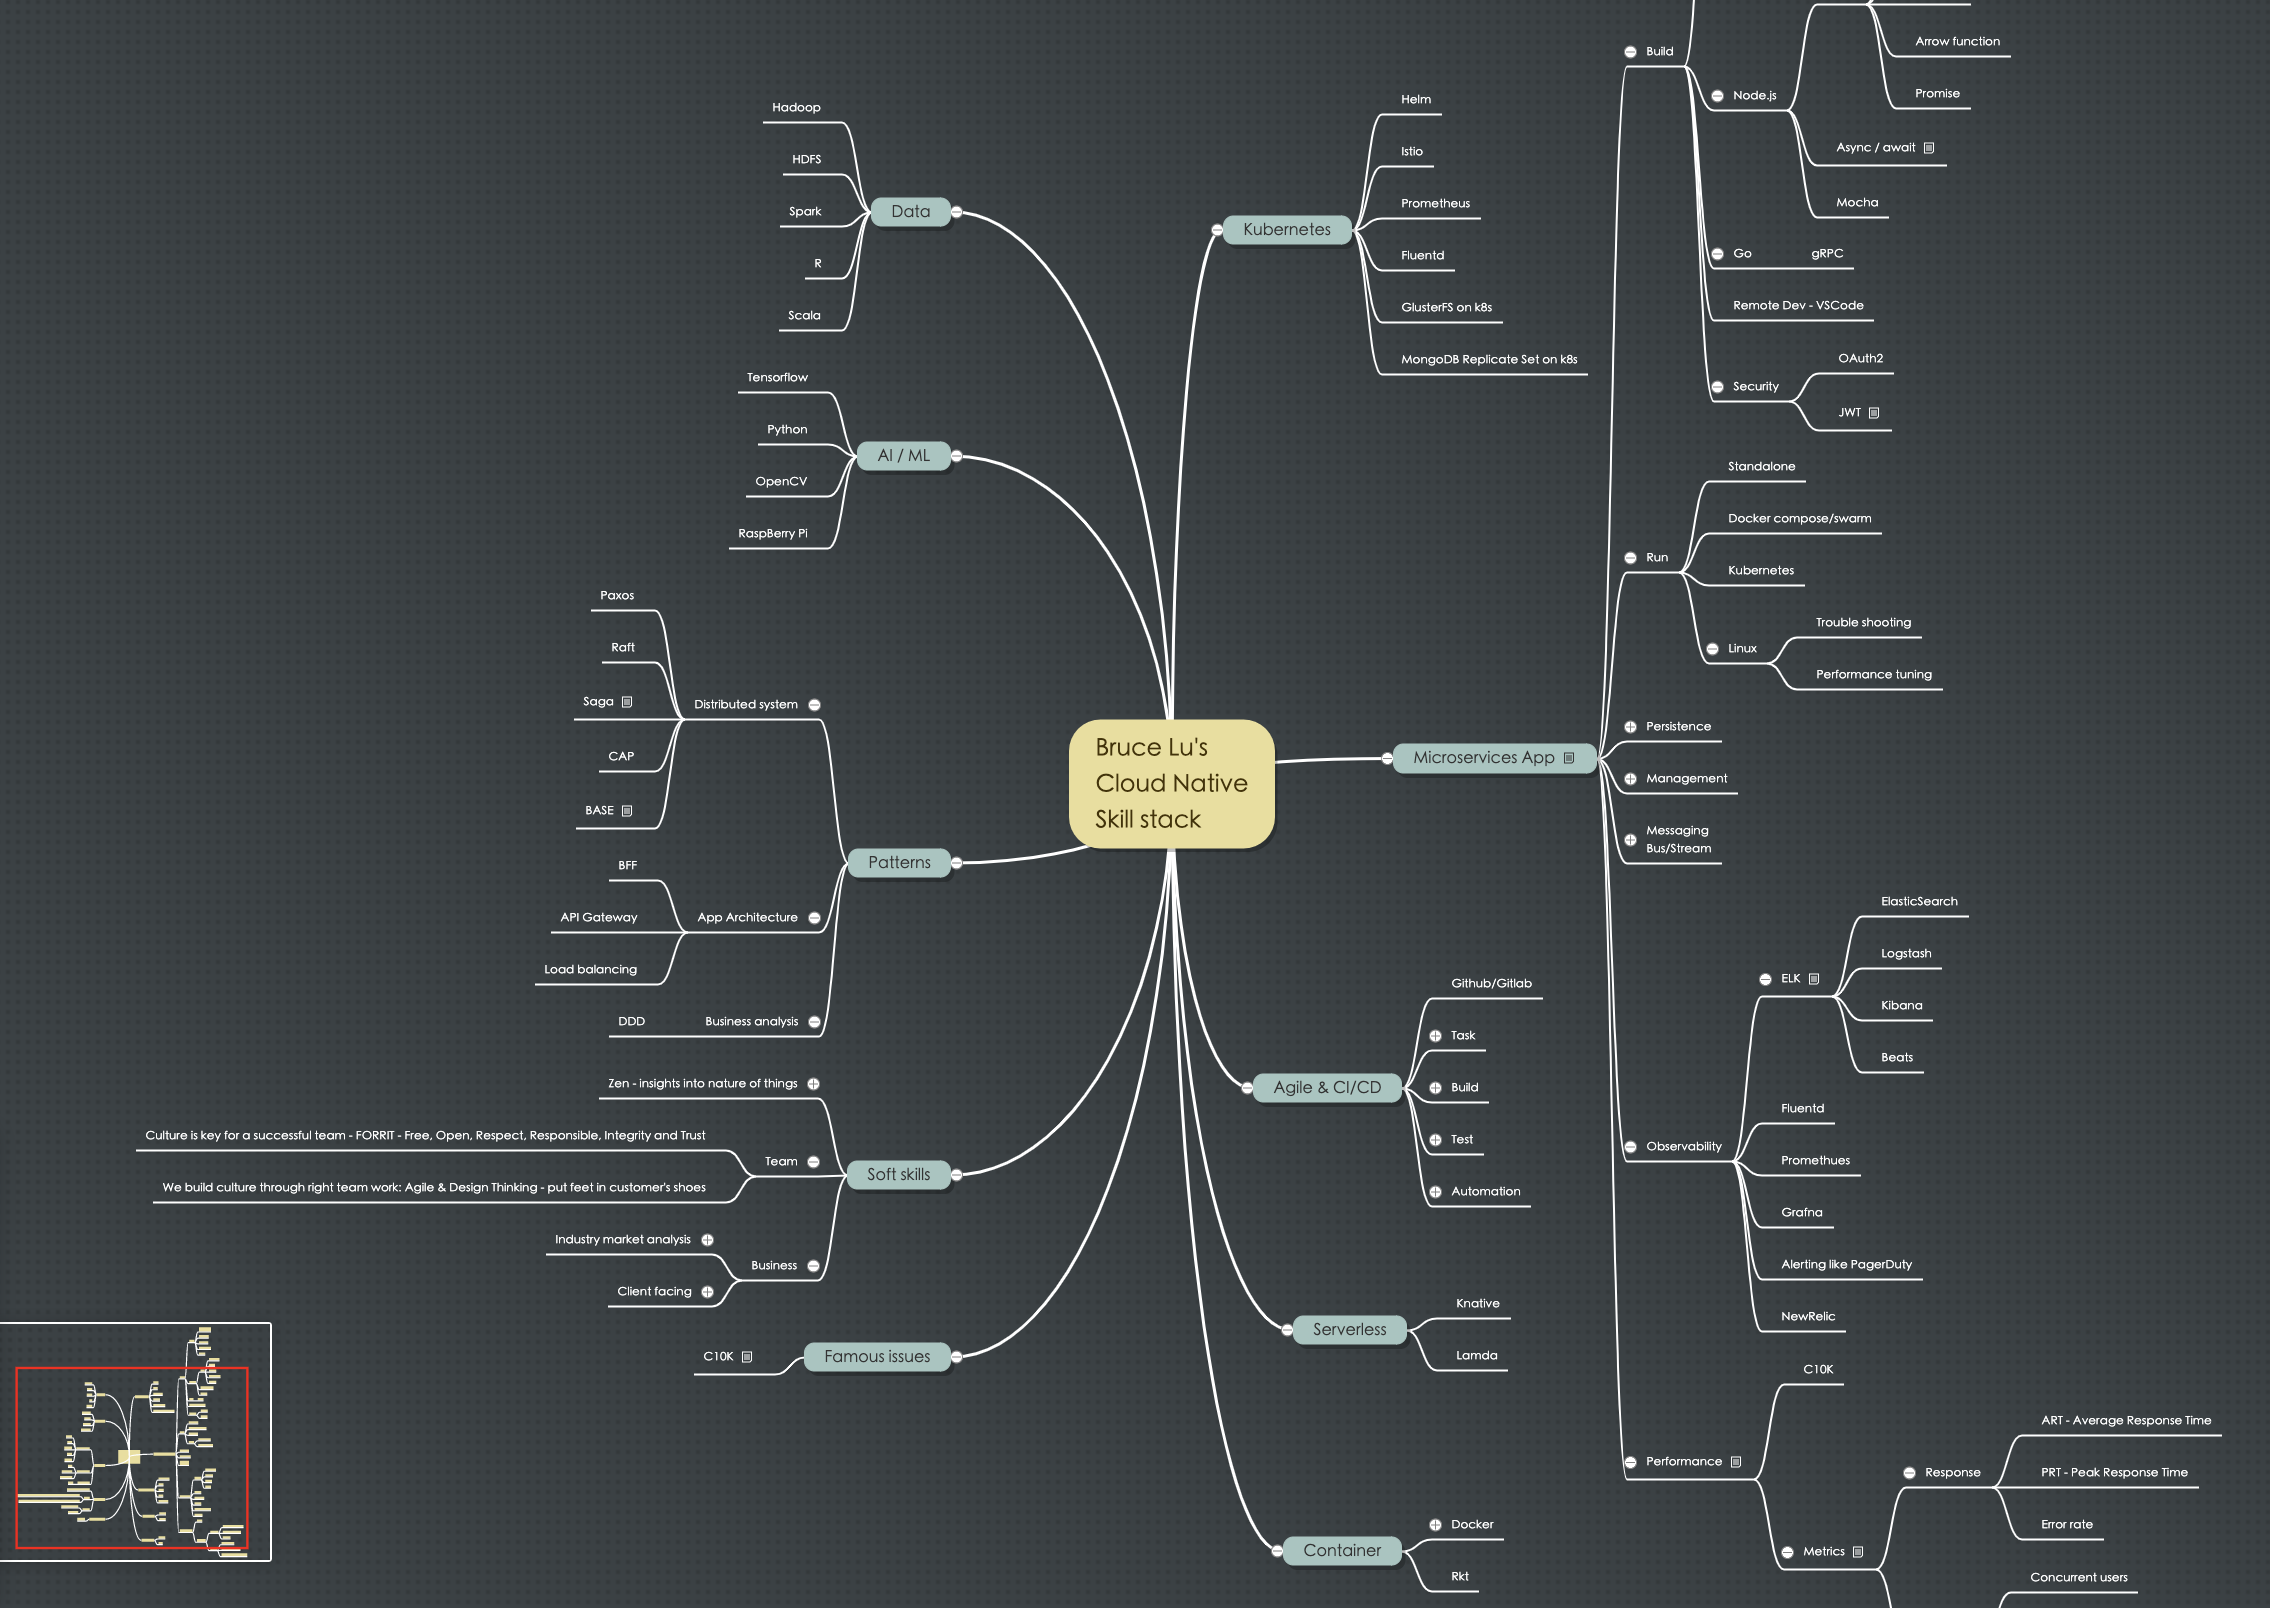 Bruce Lu's
Cloud Native
Skill stack
Data
Hadoop
HDFS
Spark
R
Scala
AI / ML
Tensorflow
Python
OpenCV
RaspBerry Pi
Patterns
Distributed system
Paxos
Raft
Saga
CAP
BASE
App Architecture
BFF
API Gateway
Load balancing
Business analysis
DDD
Soft skills
Zen - insights into nature of things
Team
Culture is key for a successful team - FORRIT - Free, Open, Respect, Responsible, Integrity and Trust
We build culture through right team work: Agile & Design Thinking - put feet in customer's shoes
Business
Industry market analysis
Client facing
Famous issues
C10K
Kubernetes
Helm
Istio
Prometheus
Fluentd
GlusterFS on k8s
MongoDB Replicate Set on k8s
Microservices App
Build
Node.js
Arrow function
Promise
Async / await
Mocha
Go
gRPC
Remote Dev - VSCode
Security
OAuth2
JWT
Run
Standalone
Docker compose/swarm
Kubernetes
Linux
Trouble shooting
Performance tuning
Persistence
Management
Messaging
Bus/Stream
Observability
ELK
ElasticSearch
Logstash
Kibana
Beats
Fluentd
Promethues
Grafna
Alerting like PagerDuty
NewRelic
Performance
C10K
Metrics
Response
ART - Average Response Time
PRT - Peak Response Time
Error rate
Concurrent users
Agile & CI/CD
Github/Gitlab
Task
Build
Test
Automation
Serverless
Knative
Lamda
Container
Docker
Rkt